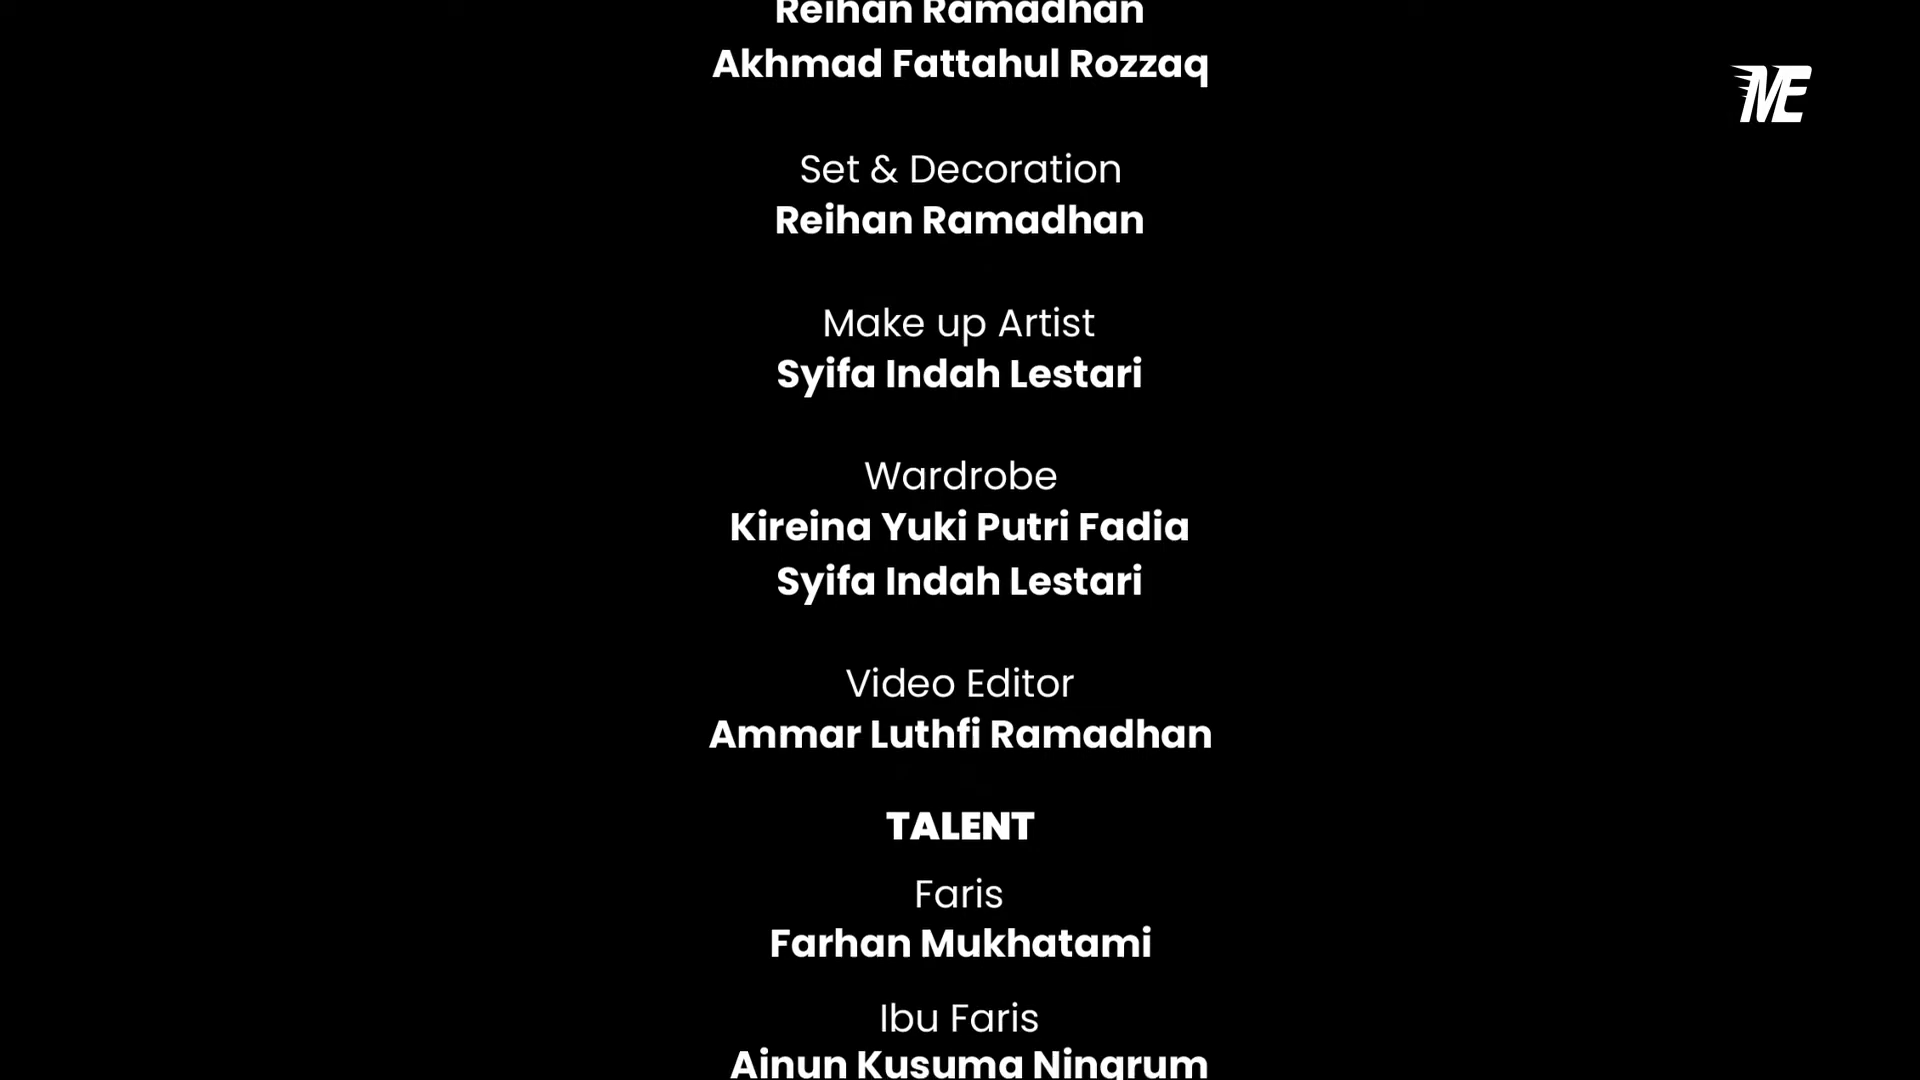 Reihan Ramadhan
Akhmad Fattahul Rozzaq
ME
Set & Decoration
Reihan Ramadhan
Make up Artist
Syifa Indah Lestari
Wardrobe
Kireina Yuki Putri Fadia
Syifa Indah Lestari
Video Editor
Ammar Luthfi Ramadhan
TALENT
Faris
Farhan Mukhatami
Ibu Faris
Ainun Kusuma Ningrum